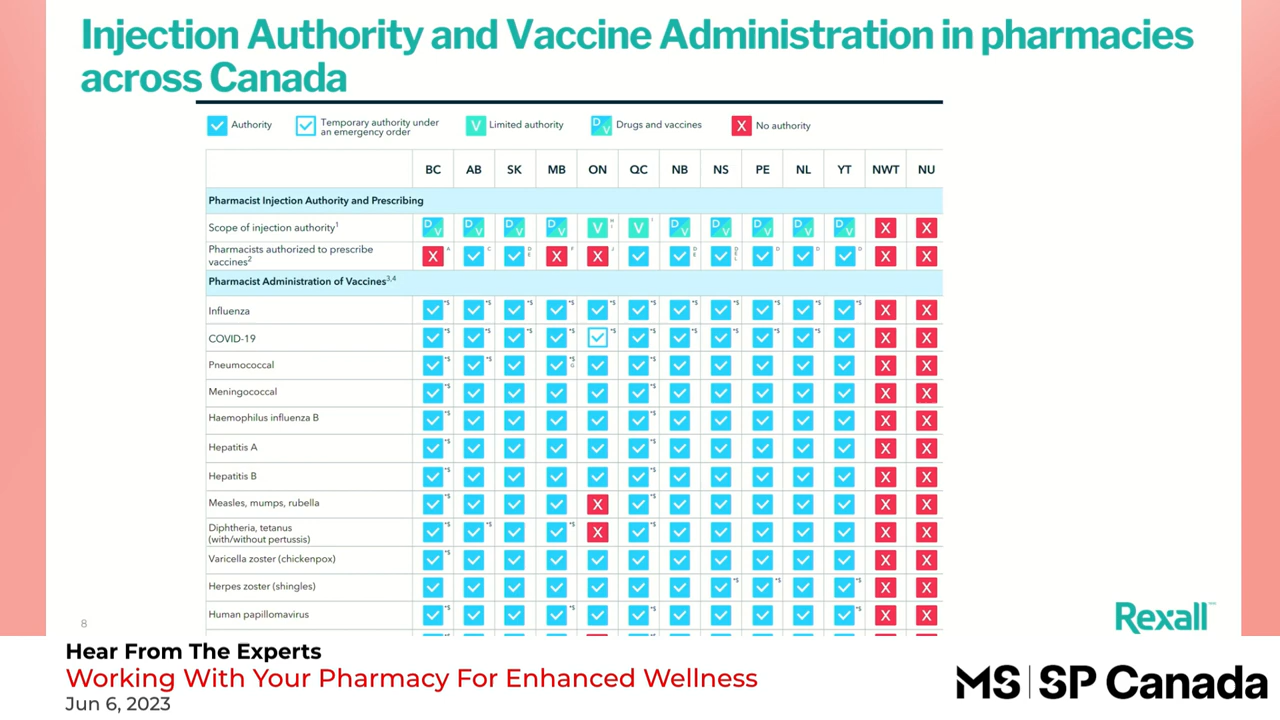 Injection Authority and Vaccine Administration in pharmacies
across Canada
Authority
Temporary authority under
an emergency order
V Limited authority
D V Drugs and vaccines
X No authority
BC AB SK MB ON QC NB NS PE NL YT NWT NU
Pharmacist Injection Authority and Prescribing
Scope of injection authority1 D V D V D V D V V V D V D V D V D V D V X X
Pharmacists authorized to prescribe
vaccines2 X A C D E X F X J D E D E L D D D X X
Pharmacist Administration of Vaccines3,4
Influenza *$ *$ *$ *$ *$ *$ *$ *$ *$ *$ *$ X X
COVID-19 *$ *$ *$ *$ *$ *$ *$ *$ *$ *$ X X
Pneumococcal *$ *$ *$ G *$ X X
Meningococcal *$ *$ X X
Haemophilus influenza B *$ *$ X X
Hepatitis A *$ *$ X X
Hepatitis B *$ *$ X X
Measles, mumps, rubella *$ X *$ X X
Diphtheria, tetanus
(with/without pertussis) *$ *$ *$ X *$ X X
Varicella zoster (chickenpox) *$ X X
Herpes zoster (shingles) *$ *$ *$ X X
Human papillomavirus *$ *$ *$ *$ X X
8
Rexall
Hear From The Experts
Working With Your Pharmacy For Enhanced Wellness
Jun 6, 2023
MS SP Canada